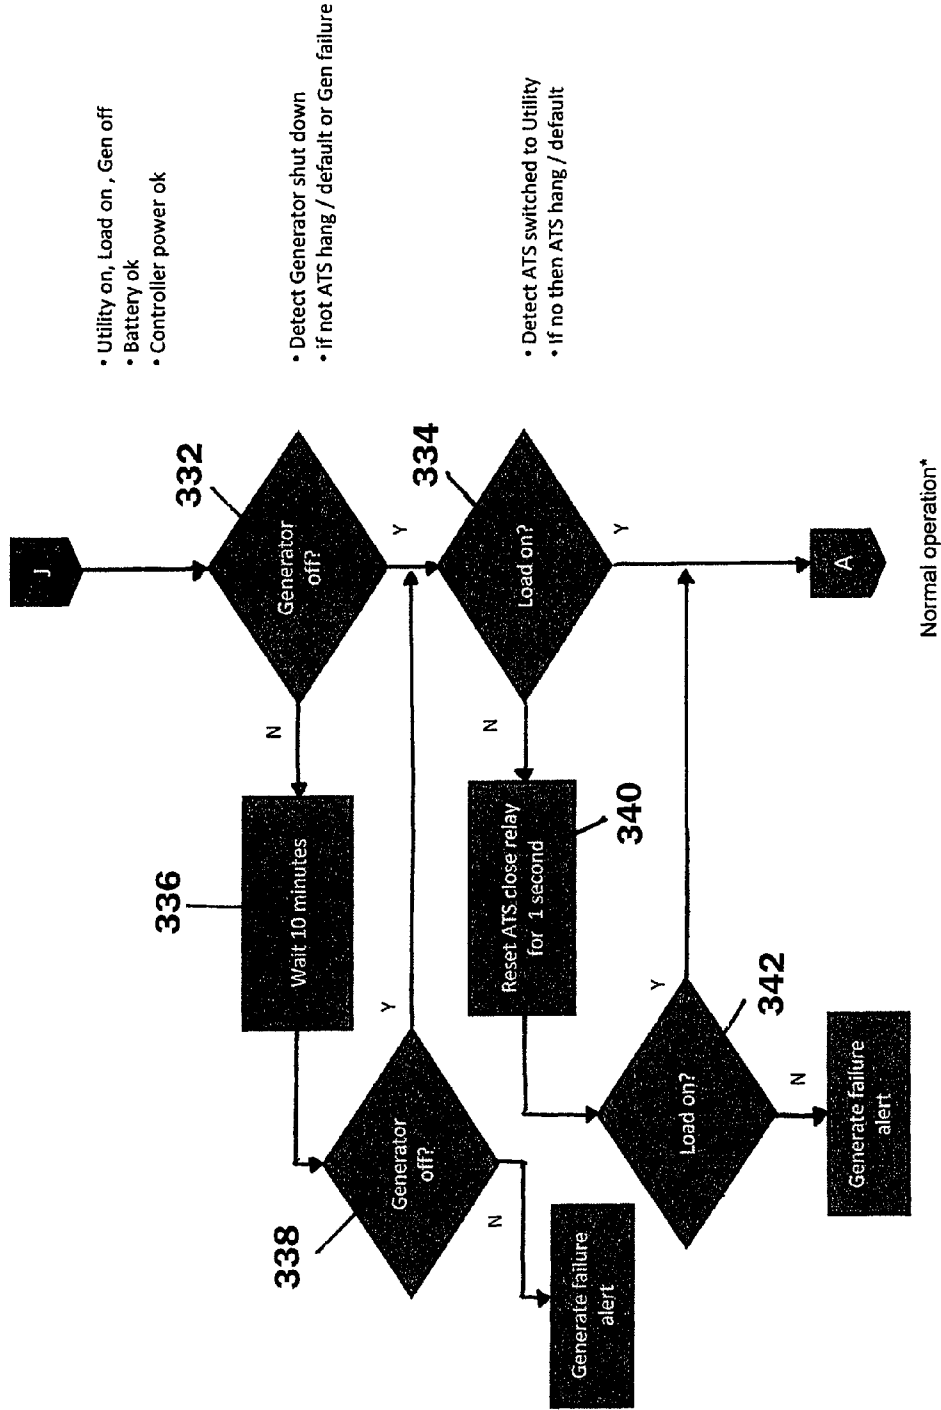 J
• Utility on, Load on , Gen off
• Battery ok
• Controller power ok
332
Generator
off?
• Detect Generator shut down
• if not ATS hang / default or Gen failure
N
Y
336
Wait 10 minutes
338
Generator
off?
Y
N
Generate failure
alert
334
Load on?
• Detect ATS switched to Utility
• If no then ATS hang / default
N
Y
Reset ATS close relay
for 1 second
340
Load on?
342
Y
N
Generate failure
alert
A
Normal operation*